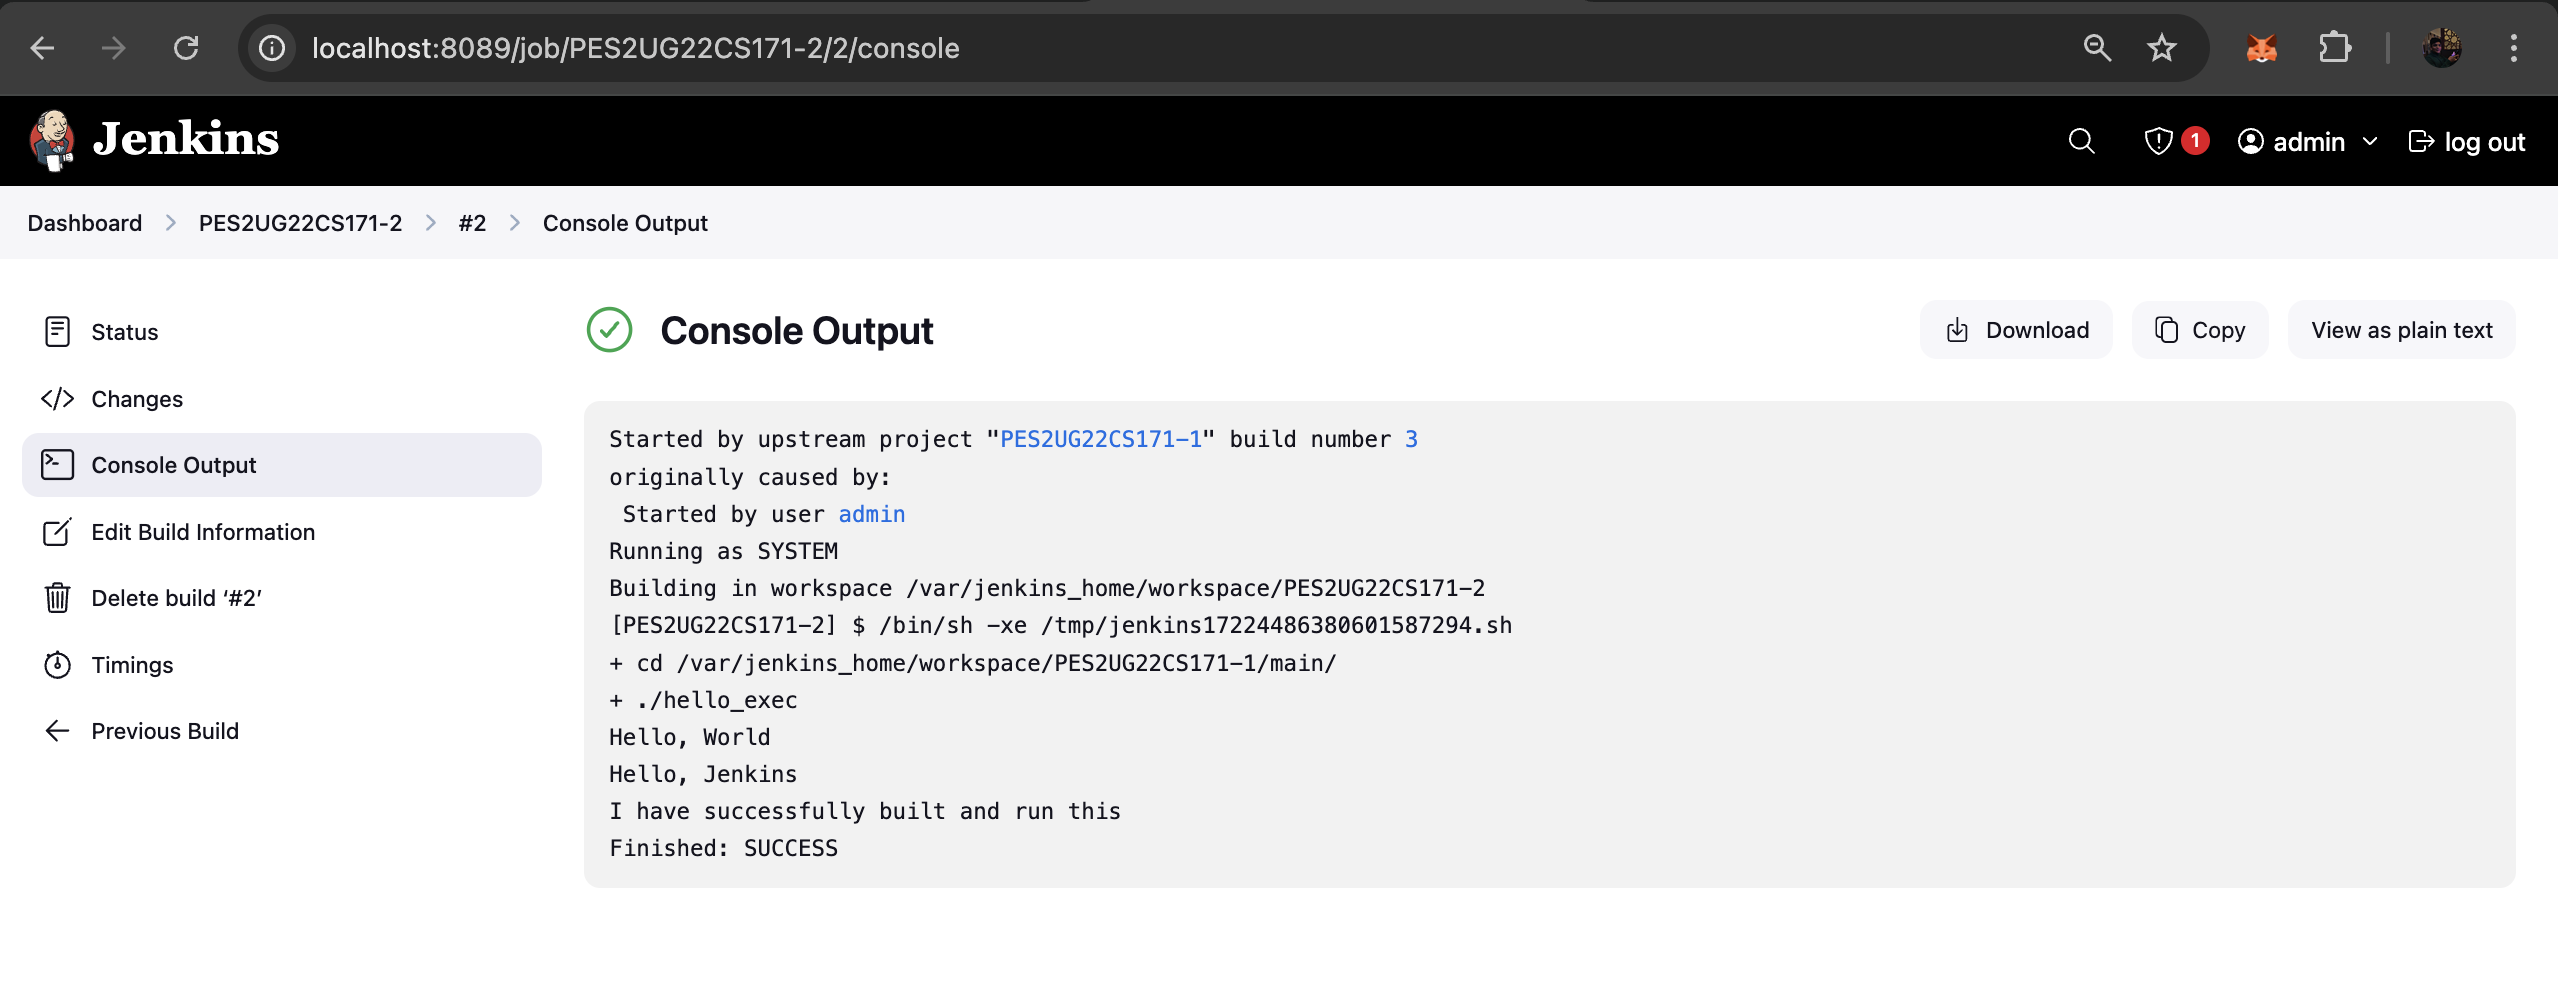 localhost:8089/job/PES2UG22CS171-2/2/console
Jenkins
1
admin
log out
Dashboard
PES2UG22CS171-2
#2
Console Output
Status
Changes
Console Output
Edit Build Information
Delete build ‘#2’
Timings
Previous Build
Console Output
Download
Copy
View as plain text
Started by upstream project "PES2UG22CS171-1" build number 3
originally caused by:
 Started by user admin
Running as SYSTEM
Building in workspace /var/jenkins_home/workspace/PES2UG22CS171-2
[PES2UG22CS171-2] $ /bin/sh -xe /tmp/jenkins17224486380601587294.sh
+ cd /var/jenkins_home/workspace/PES2UG22CS171-1/main/
+ ./hello_exec
Hello, World
Hello, Jenkins
I have successfully built and run this
Finished: SUCCESS